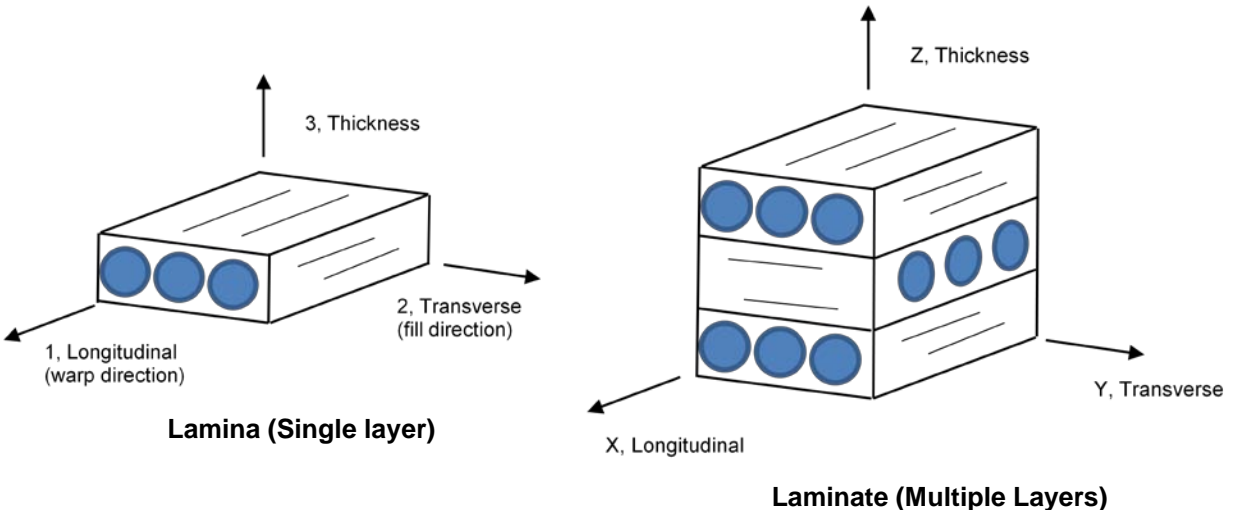 3, Thickness
2, Transverse
(fill direction)
1, Longitudinal
(warp direction)
Lamina (Single layer)
Z, Thickness
Y, Transverse
X, Longitudinal
Laminate (Multiple Layers)